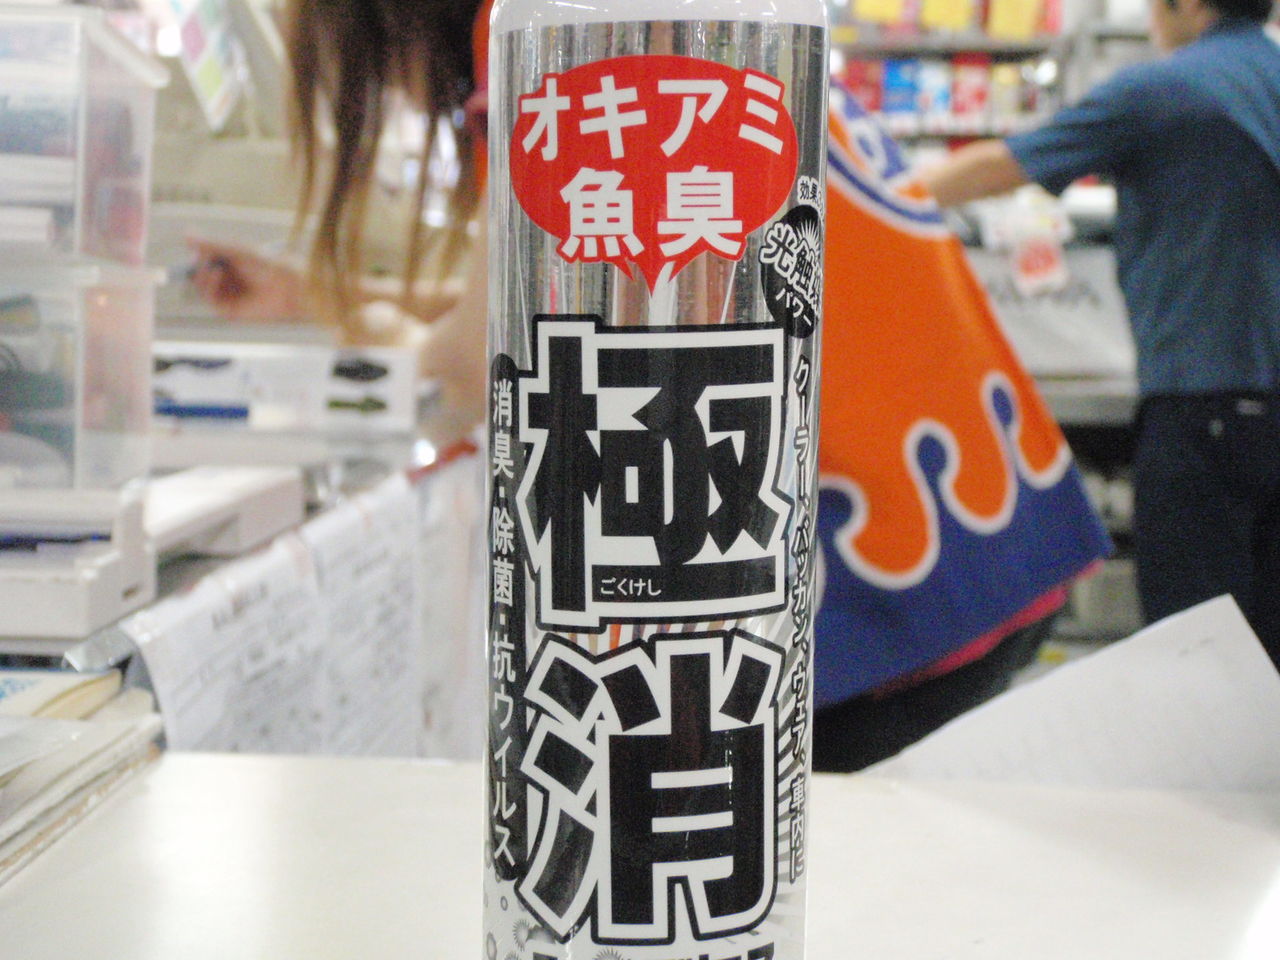 オキアミ
魚臭
効果
光触
パワー
極消
ごくけし
消臭・除菌・抗ウイルス
クーラー、バッカン、ウェア、車内に